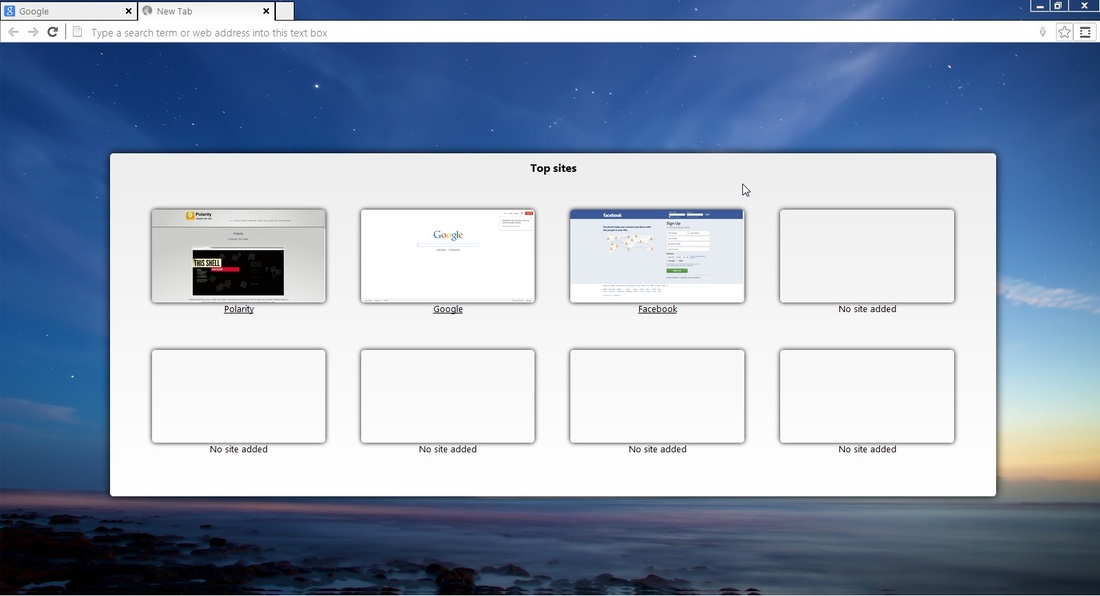 Google
New Tab
Type a search term or web address into this text box
Top sites
Polarity
THIS SHELL
Google
facebook
Sign Up
Polarity
Google
Facebook
No site added
No site added
No site added
No site added
No site added